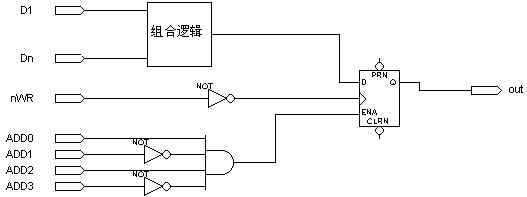 D1
组合逻辑
Dn
PRN
D Q
out
nWR
NOT
ENA
CLRN
ADD0
ADD1
NOT
ADD2
ADD3
NOT